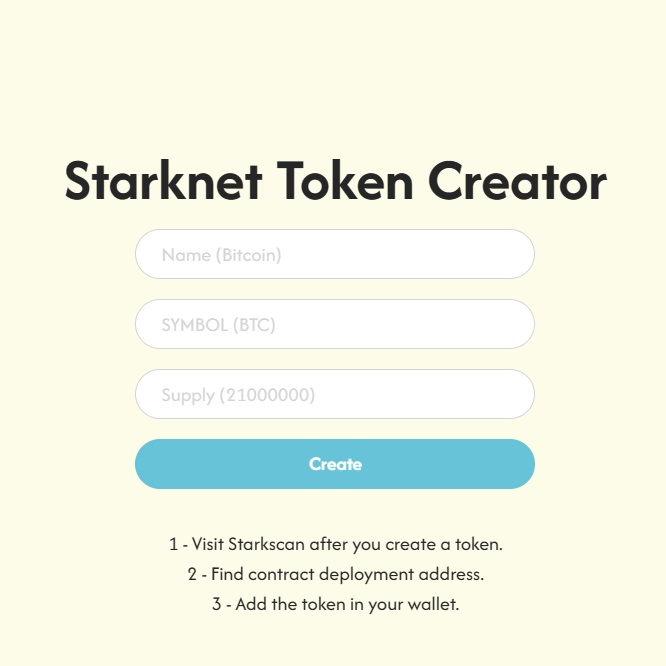 Starknet Token Creator
Name (Bitcoin)
SYMBOL (BTC)
Supply (21000000)
Create
1 - Visit Starkscan after you create a token.
2 - Find contract deployment address.
3 - Add the token in your wallet.